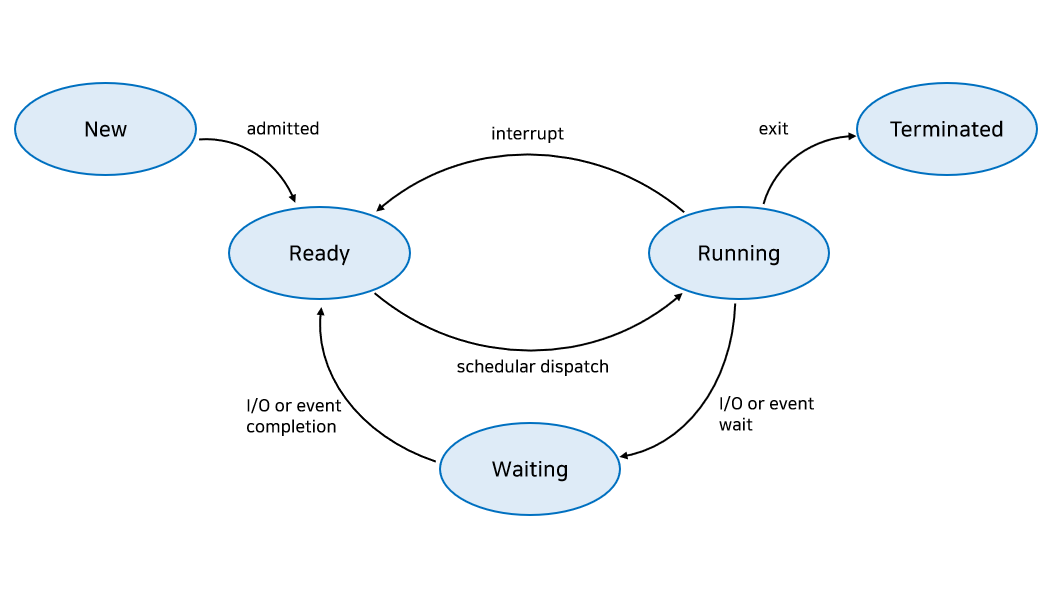 New
admitted
interrupt
exit
Terminated
Ready
Running
schedular dispatch
I/O or event
completion
I/O or event
wait
Waiting